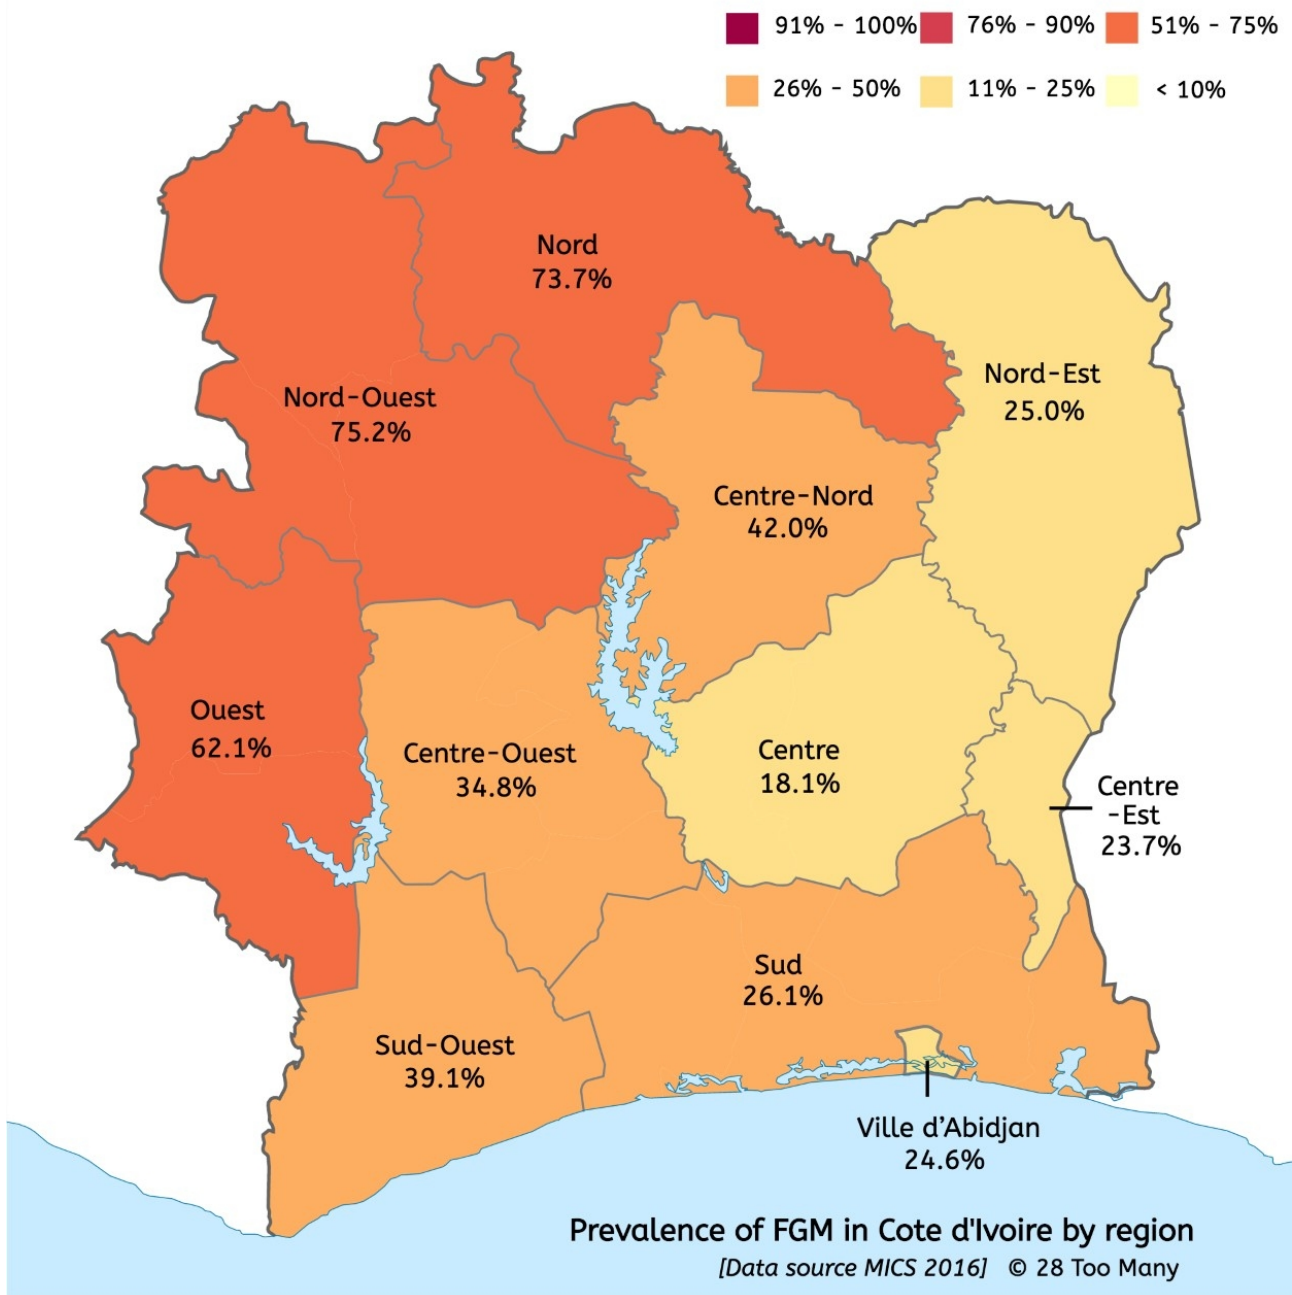 91% - 100% 76% - 90% 51% - 75%
26% - 50% 11% - 25% < 10%
Nord
73.7%
Nord-Est
25.0%
Nord-Ouest
75.2%
Centre-Nord
42.0%
Ouest
62.1%
Centre-Ouest
34.8%
Centre
18.1%
Centre
-Est
23.7%
Sud
26.1%
Sud-Ouest
39.1%
Ville d'Abidjan
24.6%
Prevalence of FGM in Cote d'Ivoire by region
[Data source MICS 2016] © 28 Too Many